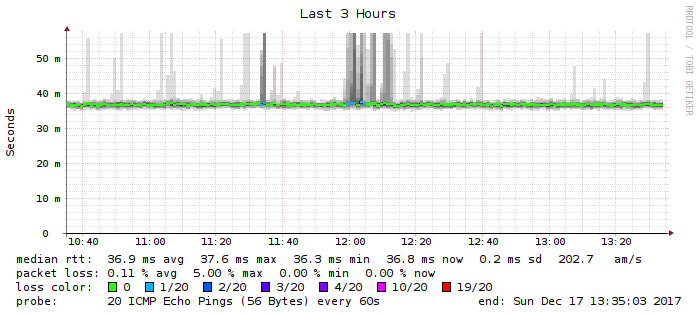 Last 3 Hours
RRDTOOL / TOBI OETIKER
Seconds
50 m
40 m
30 m
20 m
10 m
0
10:40 11:00 11:20 11:40 12:00 12:20 12:40 13:00 13:20
median rtt: 36.9 ms avg 37.6 ms max 36.3 ms min 36.8 ms now 0.2 ms sd 202.7 am/s
packet loss: 0.11 % avg 5.00 % max 0.00 % min 0.00 % now
loss color: 0 1/20 2/20 3/20 4/20 10/20 19/20
probe: 20 ICMP Echo Pings (56 Bytes) every 60s end: Sun Dec 17 13:35:03 2017